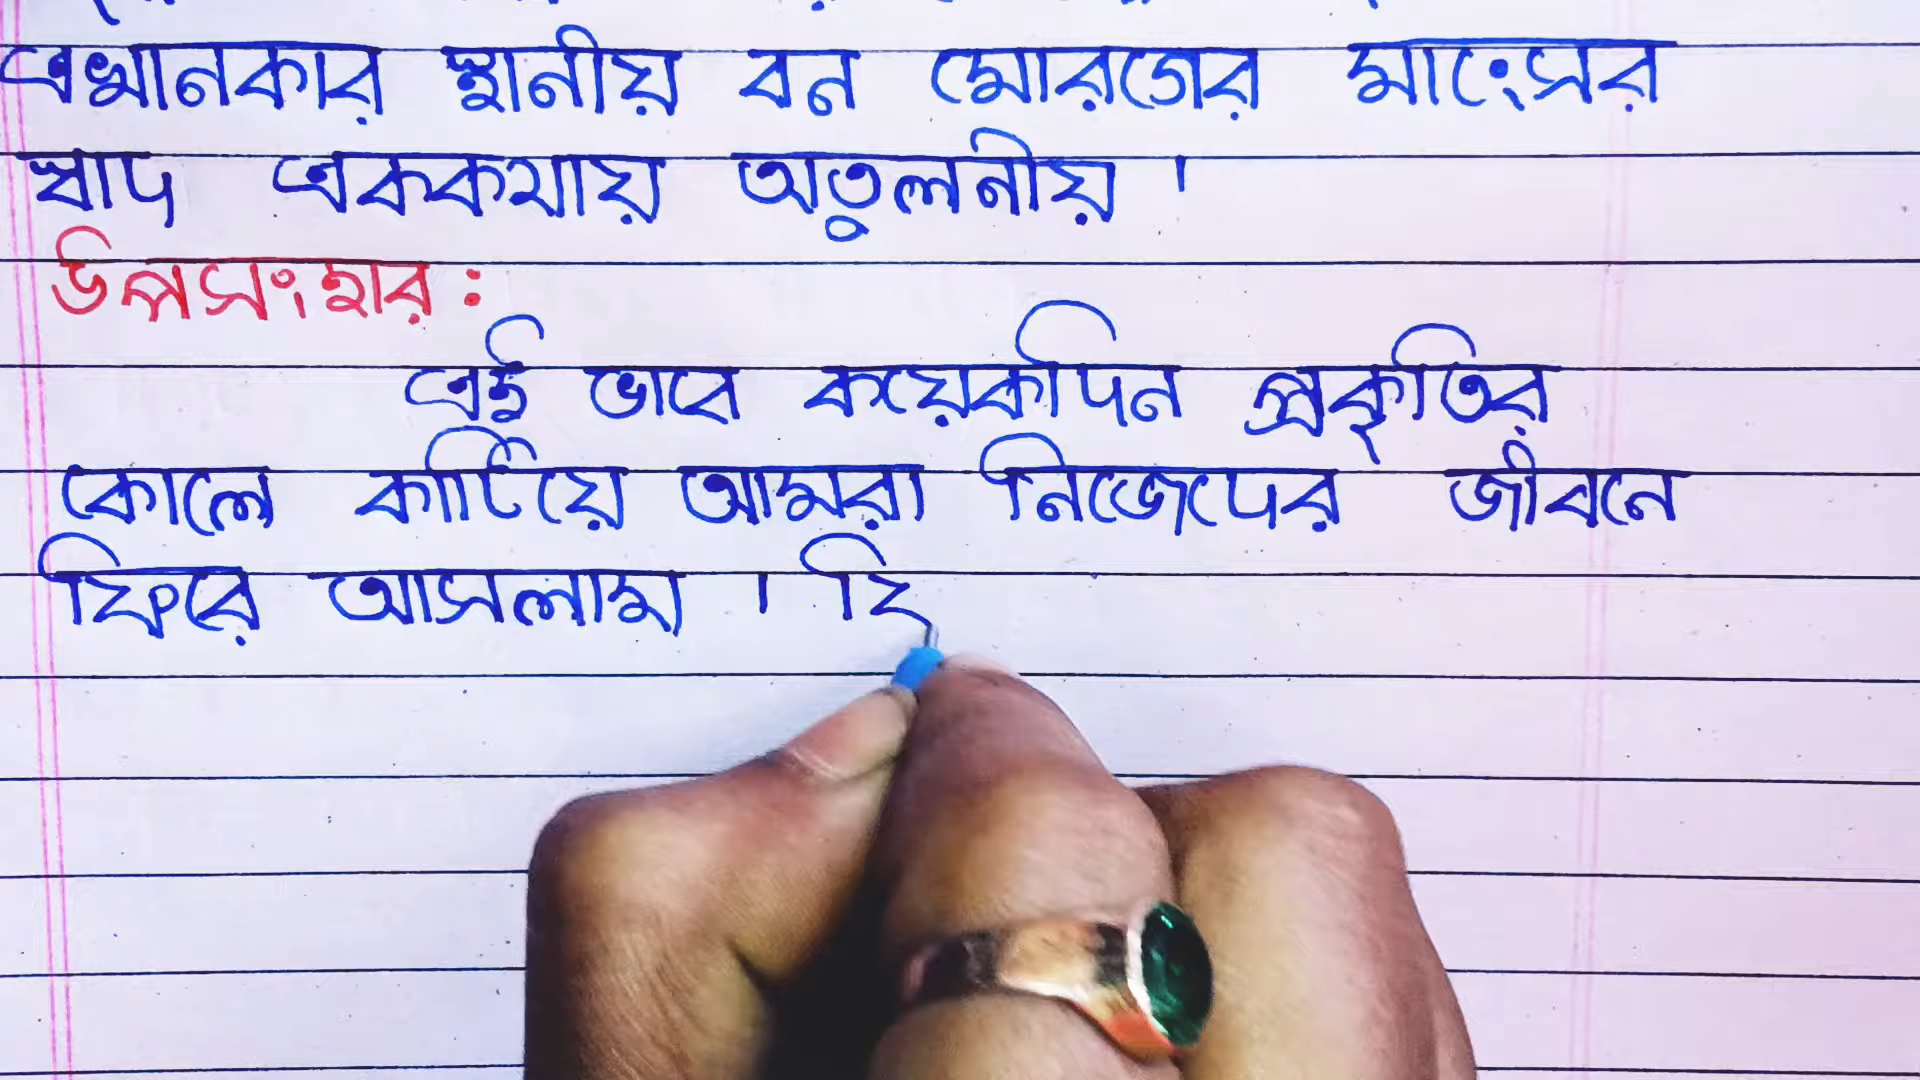 এখানকার স্থানীয় বন মোরগের মাংসের
স্বাদ এককথায় অতুলনীয় ।
উপসংহার :
এই ভাবে কয়েকদিন প্রকৃতির
কোলে কাটিয়ে আমরা নিজেদের জীবনে
ফিরে আসলাম ।